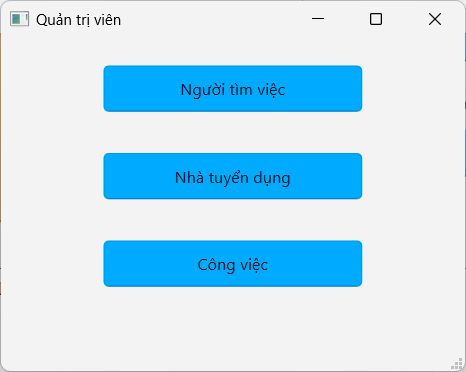 Quản trị viên
Người tìm việc
Nhà tuyển dụng
Công việc